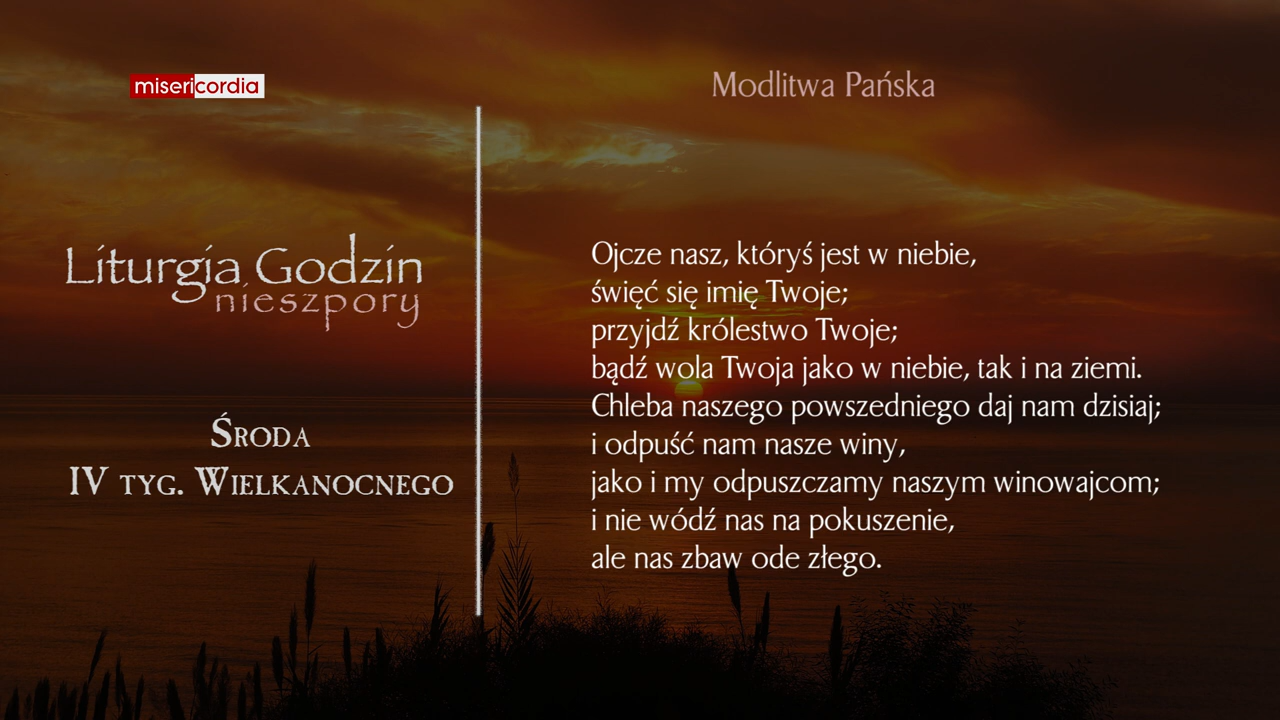 misericordia
Modlitwa Pańska
Liturgia Godzin
nieszpory
Środa
IV tyg. Wielkanocnego
Ojcze nasz, któryś jest w niebie,
święć się imię Twoje;
przyjdź królestwo Twoje;
bądź wola Twoja jako w niebie, tak i na ziemi.
Chleba naszego powszedniego daj nam dzisiaj;
i odpuść nam nasze winy,
jako i my odpuszczamy naszym winowajcom;
i nie wódź nas na pokuszenie,
ale nas zbaw ode złego.